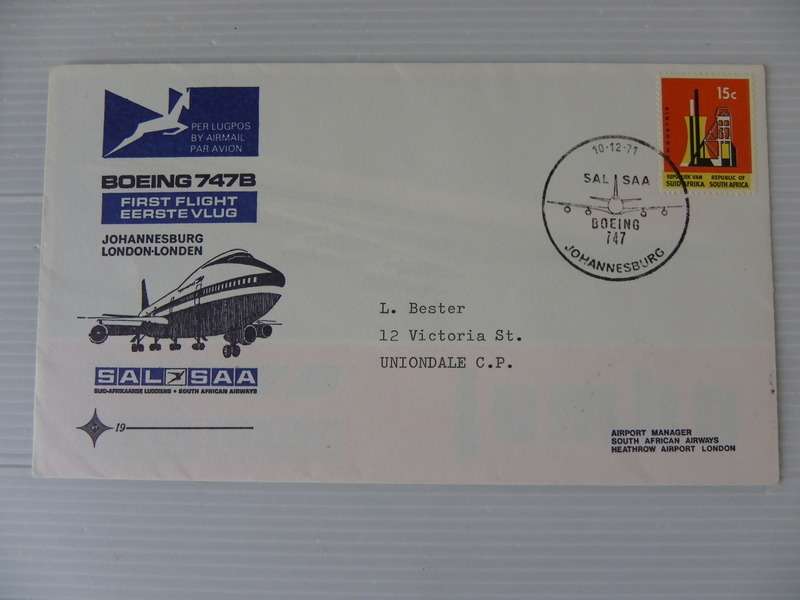 PER LUGPOS
BY AIRMAIL
PAR AVION
BOEING 747B
FIRST FLIGHT
EERSTE VLUG
JOHANNESBURG
LONDON-LONDEN
SAL SAA
SUID-AFRIKAANSE LUGDIENS • SOUTH AFRICAN AIRWAYS
19
15c
REPUBLIEK VAN REPUBLIC OF
SUID-AFRIKA SOUTH AFRICA
10-12-71
SAL SAA
BOEING
747
JOHANNESBURG
L. Bester
12 Victoria St.
UNIONDALE C.P.
AIRPORT MANAGER
SOUTH AFRICAN AIRWAYS
HEATHROW AIRPORT LONDON